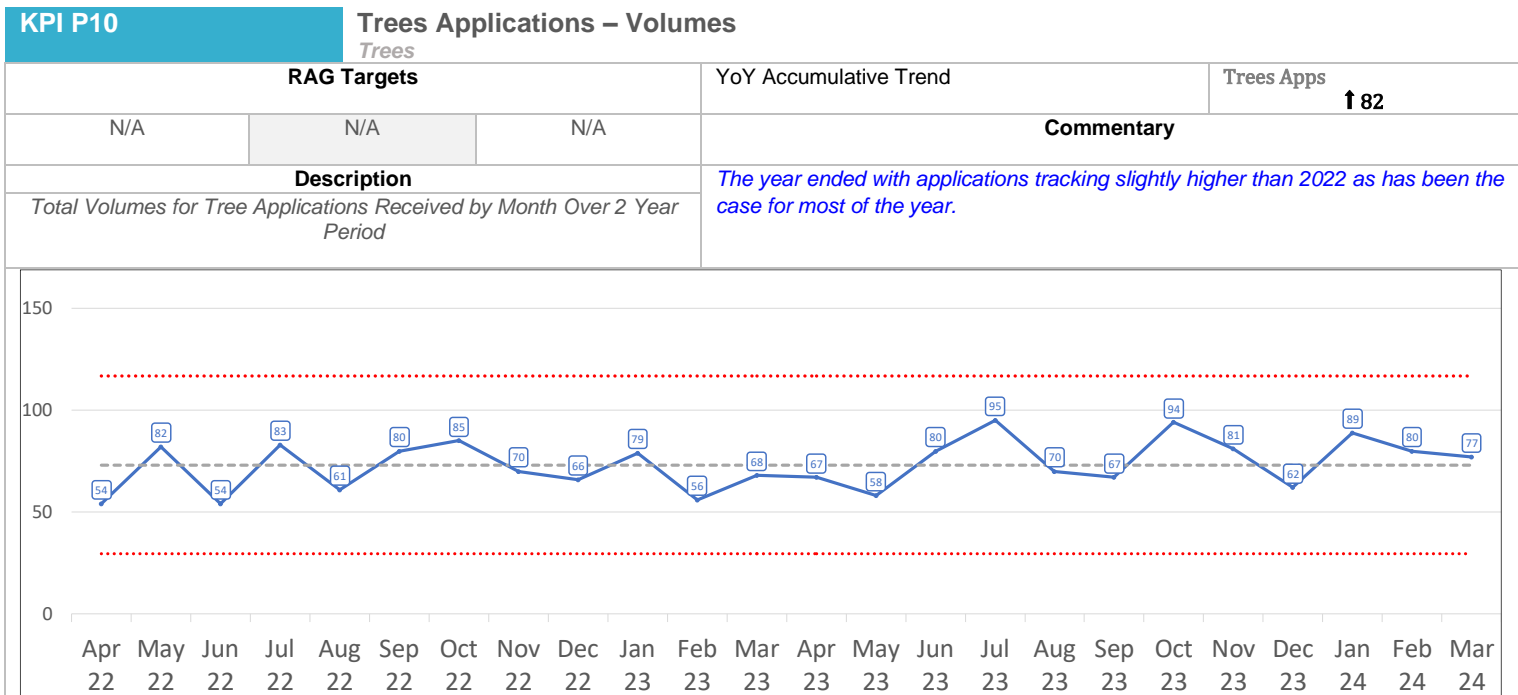 KPI P10
Trees Applications – Volumes
Trees
RAG Targets
YoY Accumulative Trend
Trees Apps
⬆ 82
N/A
N/A
N/A
Commentary
Description
Total Volumes for Tree Applications Received by Month Over 2 Year
Period
The year ended with applications tracking slightly higher than 2022 as has been the
case for most of the year.
150
100
50
0
54
82
54
83
61
80
85
70
66
79
56
68
67
58
80
95
70
67
94
81
62
89
80
77
Apr May Jun Jul Aug Sep Oct Nov Dec Jan Feb Mar Apr May Jun Jul Aug Sep Oct Nov Dec Jan Feb Mar
22 22 22 22 22 22 22 22 22 23 23 23 23 23 23 23 23 23 23 23 23 24 24 24